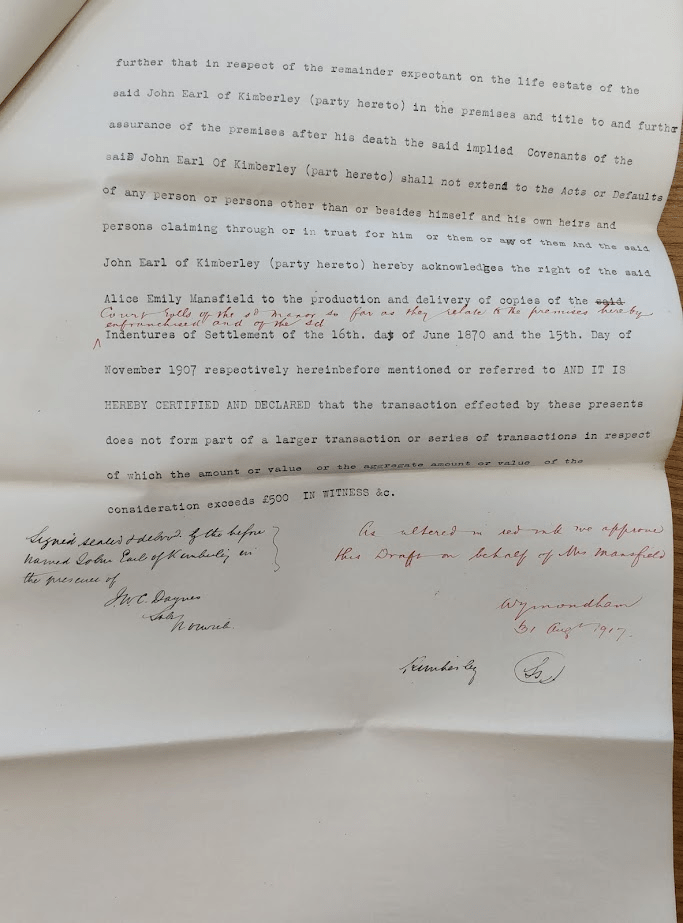 further that in respect of the remainder expectant on the life estate of the
said John Earl of Kimberley (party hereto) in the premises and title to and further
assurance of the premises after his death the said implied Covenants of the
said John Earl Of Kimberley (part hereto) shall not extend to the Acts or Defaults
of any person or persons other than or besides himself and his own heirs and
persons claiming through or in trust for him or them or any of them And the said
John Earl of Kimberley (party hereto) hereby acknowledges the right of the said
Alice Emily Mansfield to the production and delivery of copies of the said
Court Rolls of the sd Manor so far as they relate to the premises hereby
enfranchised and of the sd
Indentures of Settlement of the 16th. day of June 1870 and the 15th. Day of
November 1907 respectively hereinbefore mentioned or referred to AND IT IS
HEREBY CERTIFIED AND DECLARED that the transaction effected by these presents
does not form part of a larger transaction or series of transactions in respect
of which the amount or value or the aggregate amount or value of the
consideration exceeds £500 IN WITNESS &c.
Signed sealed & delivd. by the before
named John Earl of Kimberley in
the presence of
J.W.C. Daynes
Solr
Norwich.
As altered in red ink we approve
this Draft on behalf of Mrs Mansfield
Wymondham
31 Augt 1917.
Kimberley
Ls